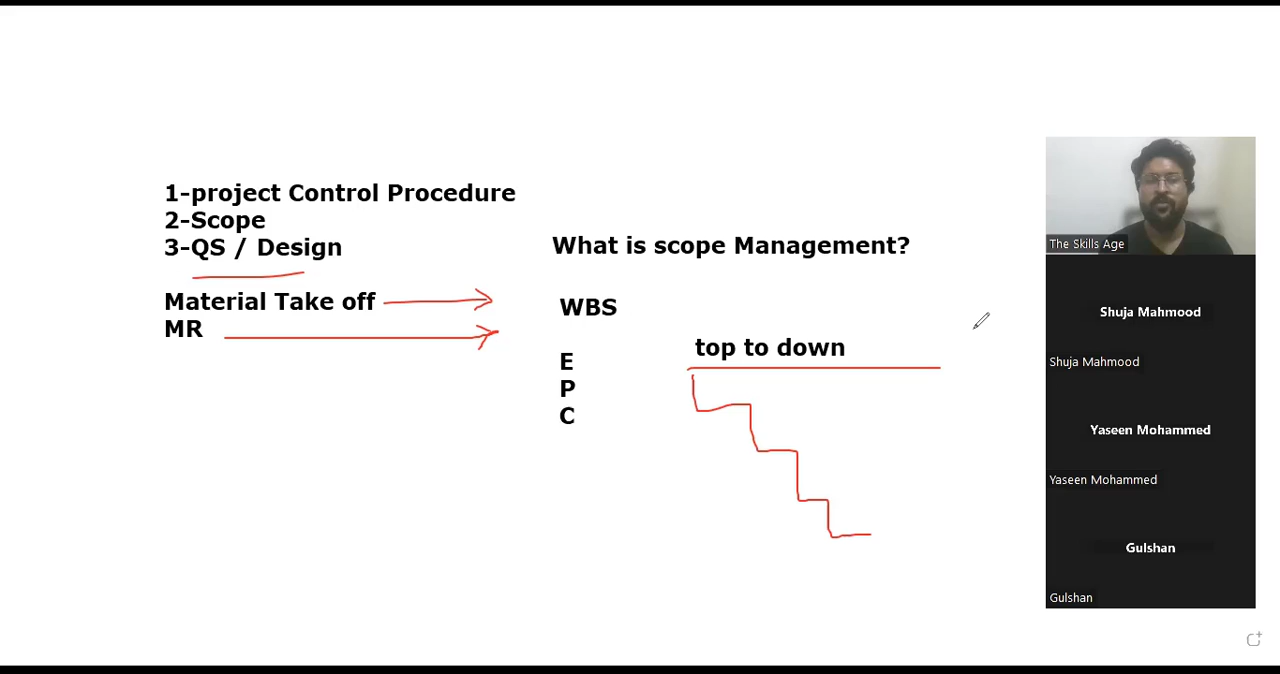 1-project Control Procedure
2-Scope
3-QS / Design
Material Take off
MR
What is scope Management?
WBS
E
P
C
top to down
The Skills Age
Shuja Mahmood
Shuja Mahmood
Yaseen Mohammed
Yaseen Mohammed
Gulshan
Gulshan